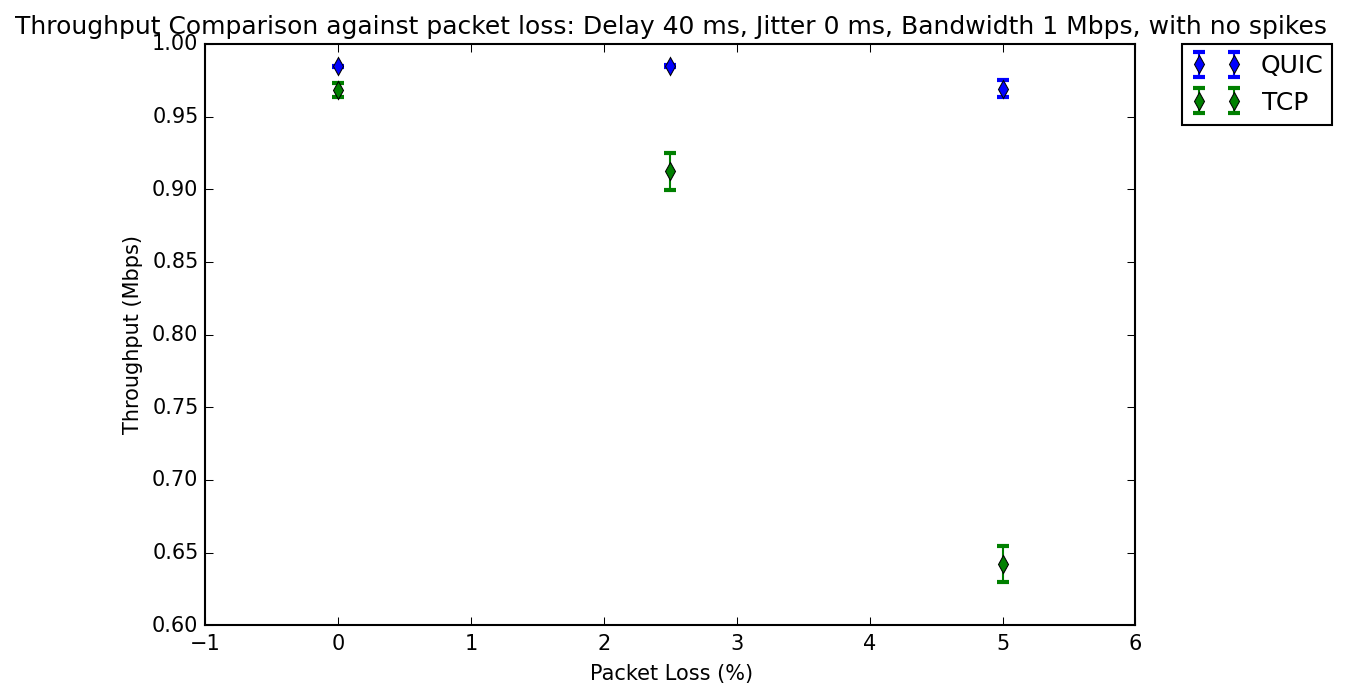 Throughput Comparison against packet loss: Delay 40 ms, Jitter 0 ms, Bandwidth 1 Mbps, with no spikes
1.00
0.95
0.90
0.85
0.80
0.75
0.70
0.65
0.60
Throughput (Mbps)
−1 0 1 2 3 4 5 6
Packet Loss (%)
QUIC
TCP